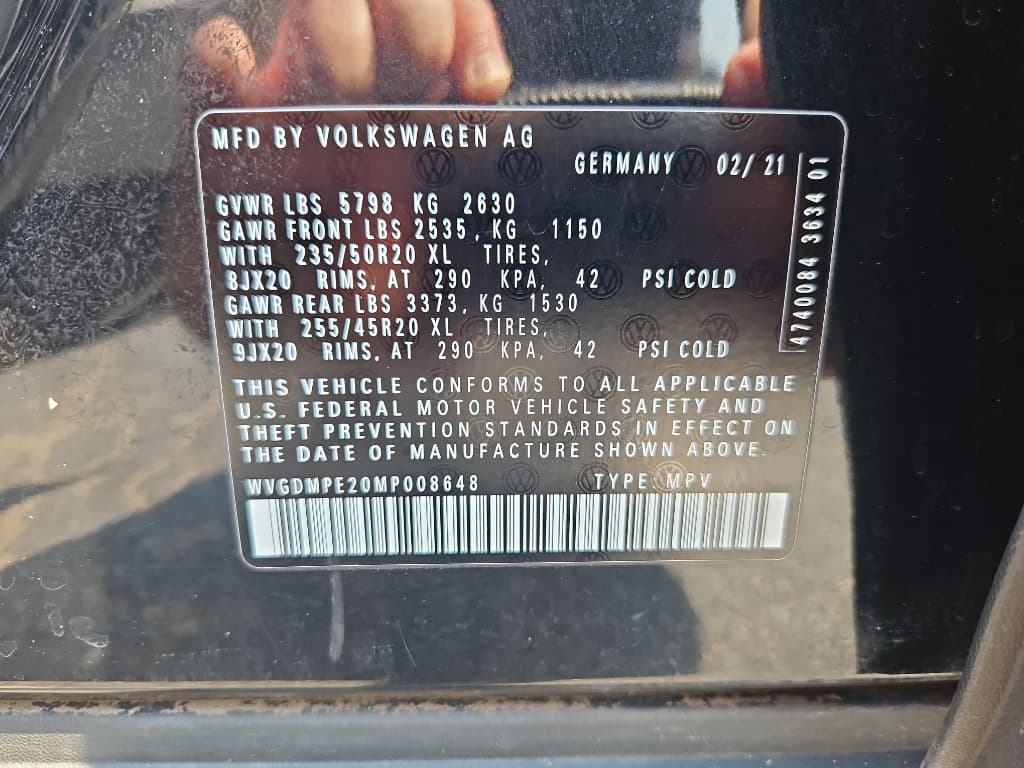 MFD BY VOLKSWAGEN AG
GERMANY 02/ 21
GVWR LBS 5798 KG 2630
GAWR FRONT LBS 2535, KG 1150
WITH 235/50R20 XL TIRES,
8JX20 RIMS, AT 290 KPA, 42 PSI COLD
GAWR REAR LBS 3373, KG 1530
WITH 255/45R20 XL TIRES,
9JX20 RIMS, AT 290 KPA, 42 PSI COLD
THIS VEHICLE CONFORMS TO ALL APPLICABLE
U.S. FEDERAL MOTOR VEHICLE SAFETY AND
THEFT PREVENTION STANDARDS IN EFFECT ON
THE DATE OF MANUFACTURE SHOWN ABOVE.
WVGDMPE20MP008648 TYPE: MPV
4740084 3634 01